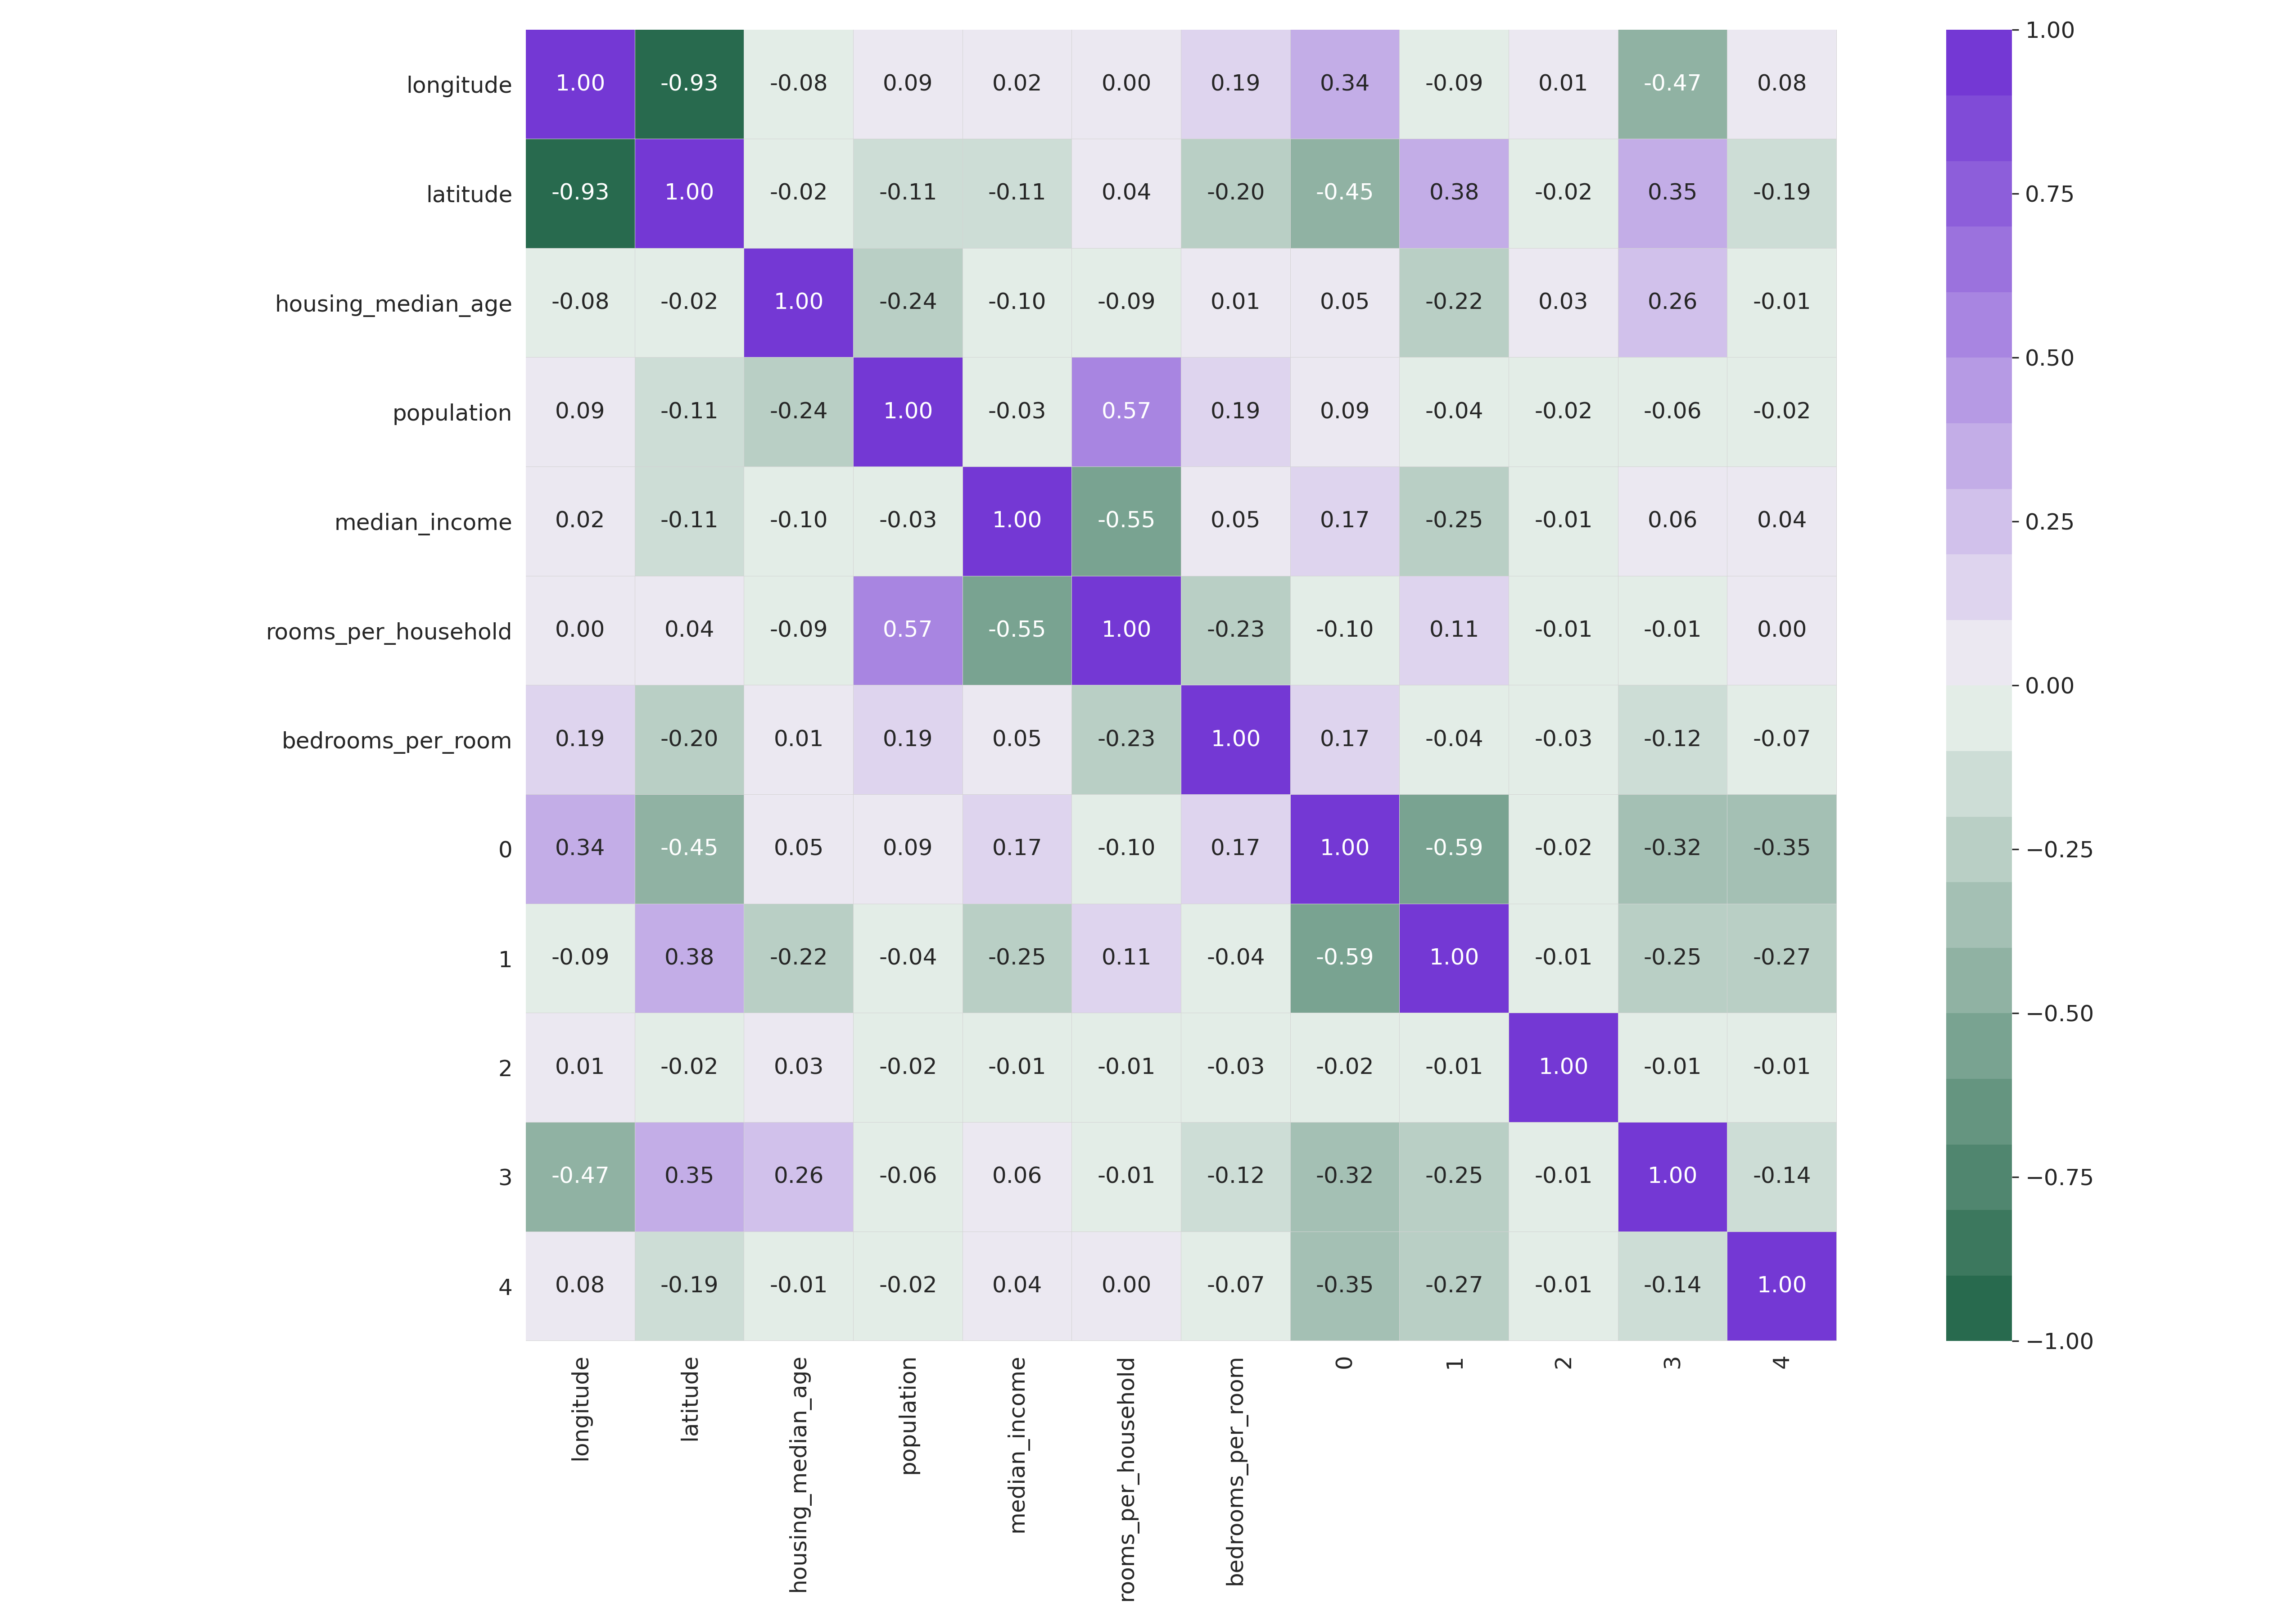 longitude 1.00 -0.93 -0.08 0.09 0.02 0.00 0.19 0.34 -0.09 0.01 -0.47 0.08
latitude -0.93 1.00 -0.02 -0.11 -0.11 0.04 -0.20 -0.45 0.38 -0.02 0.35 -0.19
housing_median_age -0.08 -0.02 1.00 -0.24 -0.10 -0.09 0.01 0.05 -0.22 0.03 0.26 -0.01
population 0.09 -0.11 -0.24 1.00 -0.03 0.57 0.19 0.09 -0.04 -0.02 -0.06 -0.02
median_income 0.02 -0.11 -0.10 -0.03 1.00 -0.55 0.05 0.17 -0.25 -0.01 0.06 0.04
rooms_per_household 0.00 0.04 -0.09 0.57 -0.55 1.00 -0.23 -0.10 0.11 -0.01 -0.01 0.00
bedrooms_per_room 0.19 -0.20 0.01 0.19 0.05 -0.23 1.00 0.17 -0.04 -0.03 -0.12 -0.07
0 0.34 -0.45 0.05 0.09 0.17 -0.10 0.17 1.00 -0.59 -0.02 -0.32 -0.35
1 -0.09 0.38 -0.22 -0.04 -0.25 0.11 -0.04 -0.59 1.00 -0.01 -0.25 -0.27
2 0.01 -0.02 0.03 -0.02 -0.01 -0.01 -0.03 -0.02 -0.01 1.00 -0.01 -0.01
3 -0.47 0.35 0.26 -0.06 0.06 -0.01 -0.12 -0.32 -0.25 -0.01 1.00 -0.14
4 0.08 -0.19 -0.01 -0.02 0.04 0.00 -0.07 -0.35 -0.27 -0.01 -0.14 1.00
longitude
latitude
housing_median_age
population
median_income
rooms_per_household
bedrooms_per_room
0
1
2
3
4
1.00
0.75
0.50
0.25
0.00
−0.25
−0.50
−0.75
−1.00